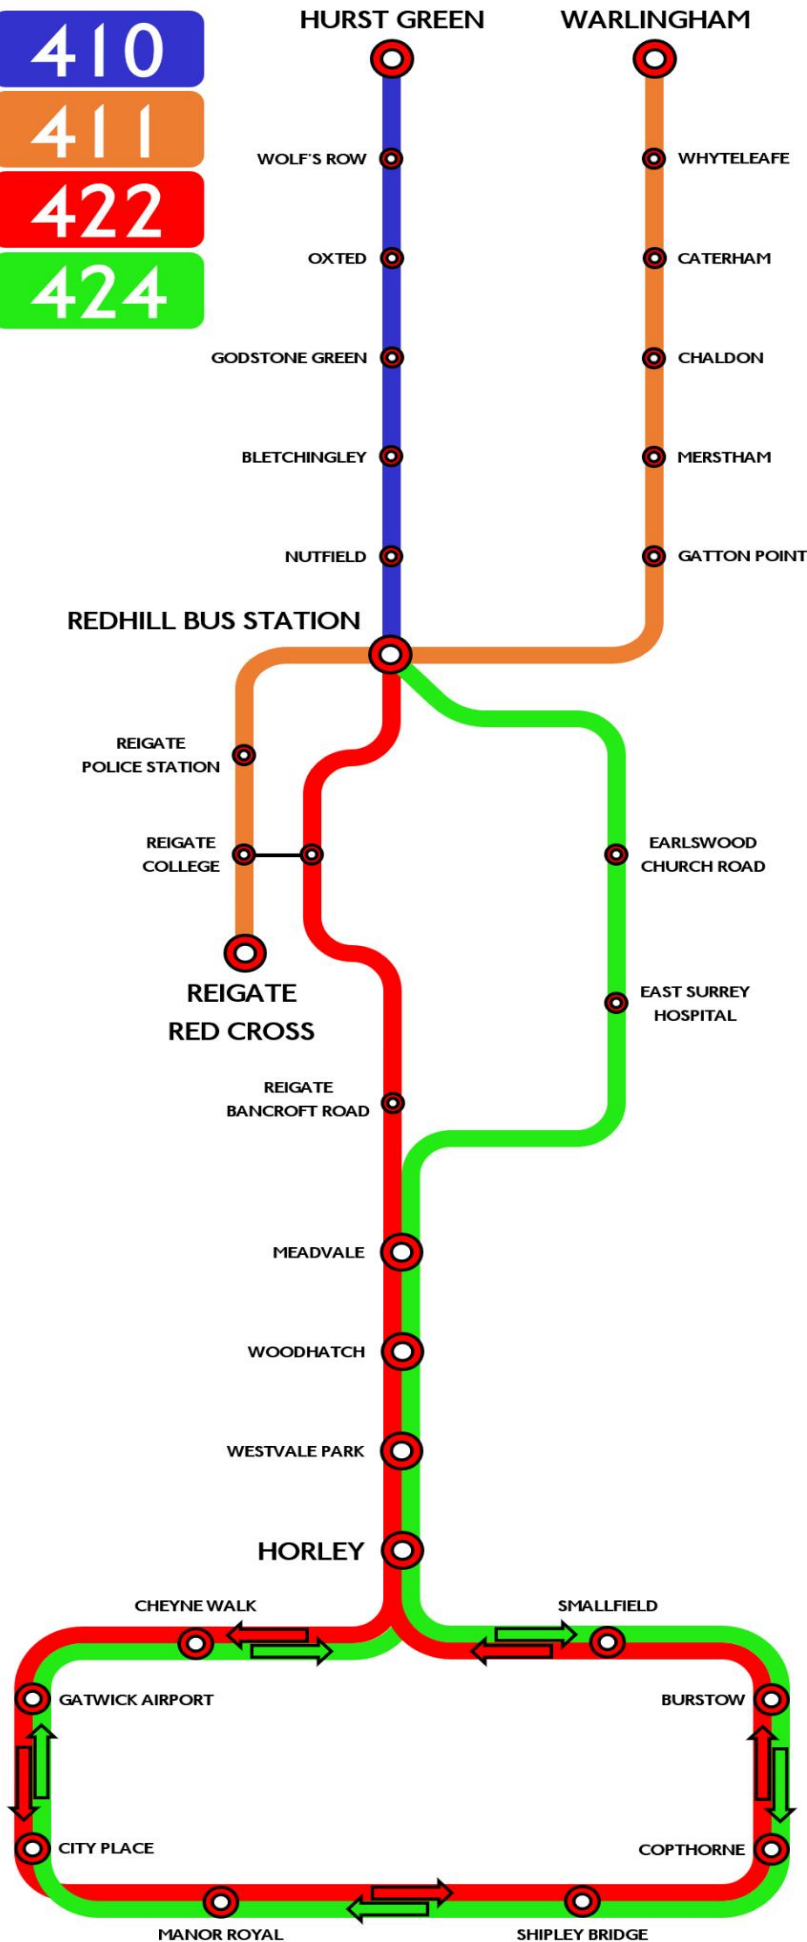 HURST GREEN
WARLINGHAM
410
411
422
424
WOLF'S ROW
WHYTELEAFE
OXTED
CATERHAM
GODSTONE GREEN
CHALDON
BLETCHINGLEY
MERSTHAM
NUTFIELD
GATTON POINT
REDHILL BUS STATION
REIGATE
POLICE STATION
REIGATE
COLLEGE
EARLSWOOD
CHURCH ROAD
REIGATE
RED CROSS
EAST SURREY
HOSPITAL
REIGATE
BANCROFT ROAD
MEADVALE
WOODHATCH
WESTVALE PARK
HORLEY
CHEYNE WALK
SMALLFIELD
GATWICK AIRPORT
BURSTOW
CITY PLACE
COPTHORNE
MANOR ROYAL
SHIPLEY BRIDGE